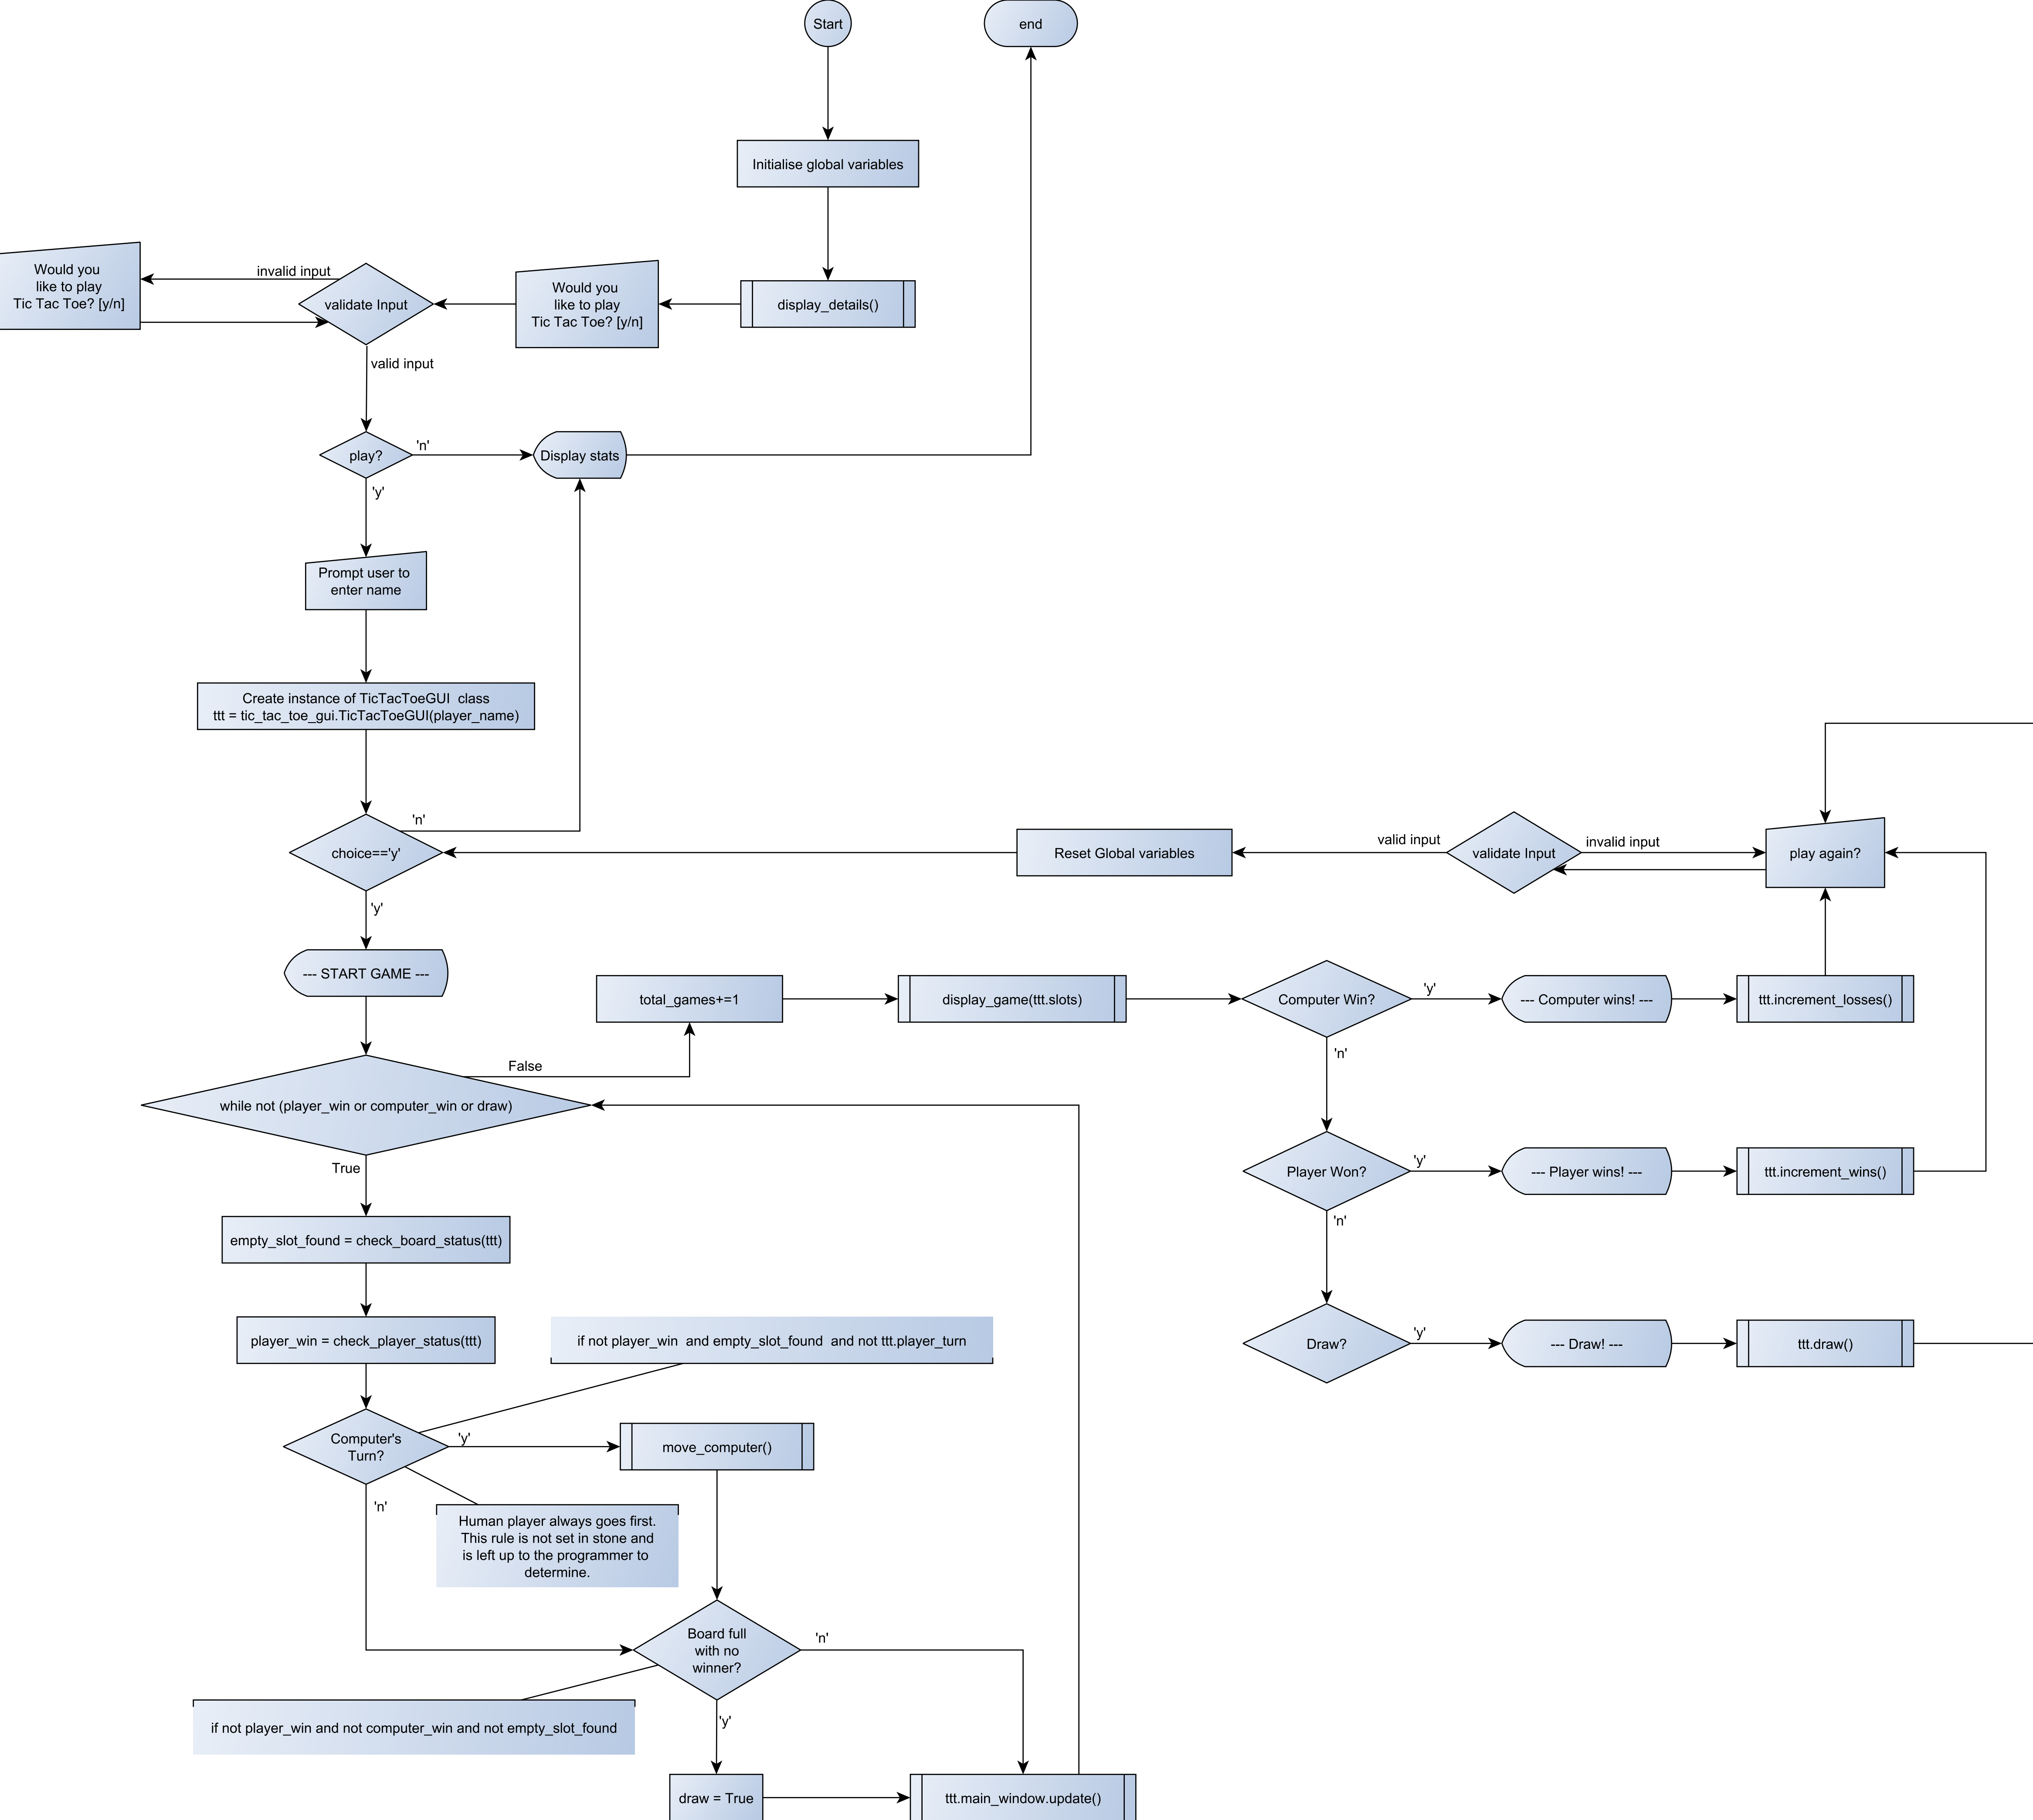 Start
end
Initialise global variables
display_details()
Would you
like to play
Tic Tac Toe? [y/n]
validate Input
invalid input
Would you
like to play
Tic Tac Toe? [y/n]
valid input
play?
'n'
Display stats
'y'
Prompt user to
enter name
Create instance of TicTacToeGUI  class
ttt = tic_tac_toe_gui.TicTacToeGUI(player_name)
choice=='y'
'n'
Reset Global variables
valid input
validate Input
invalid input
play again?
'y'
--- START GAME ---
total_games+=1
display_game(ttt.slots)
Computer Win?
'y'
--- Computer wins! ---
ttt.increment_losses()
'n'
False
while not (player_win or computer_win or draw)
True
Player Won?
'y'
--- Player wins! ---
ttt.increment_wins()
'n'
empty_slot_found = check_board_status(ttt)
player_win = check_player_status(ttt)
if not player_win  and empty_slot_found  and not ttt.player_turn
Draw?
'y'
--- Draw! ---
ttt.draw()
Computer's
Turn?
'y'
move_computer()
'n'
Human player always goes first.
This rule is not set in stone and
is left up to the programmer to
determine.
Board full
with no
winner?
'n'
if not player_win and not computer_win and not empty_slot_found
'y'
draw = True
ttt.main_window.update()